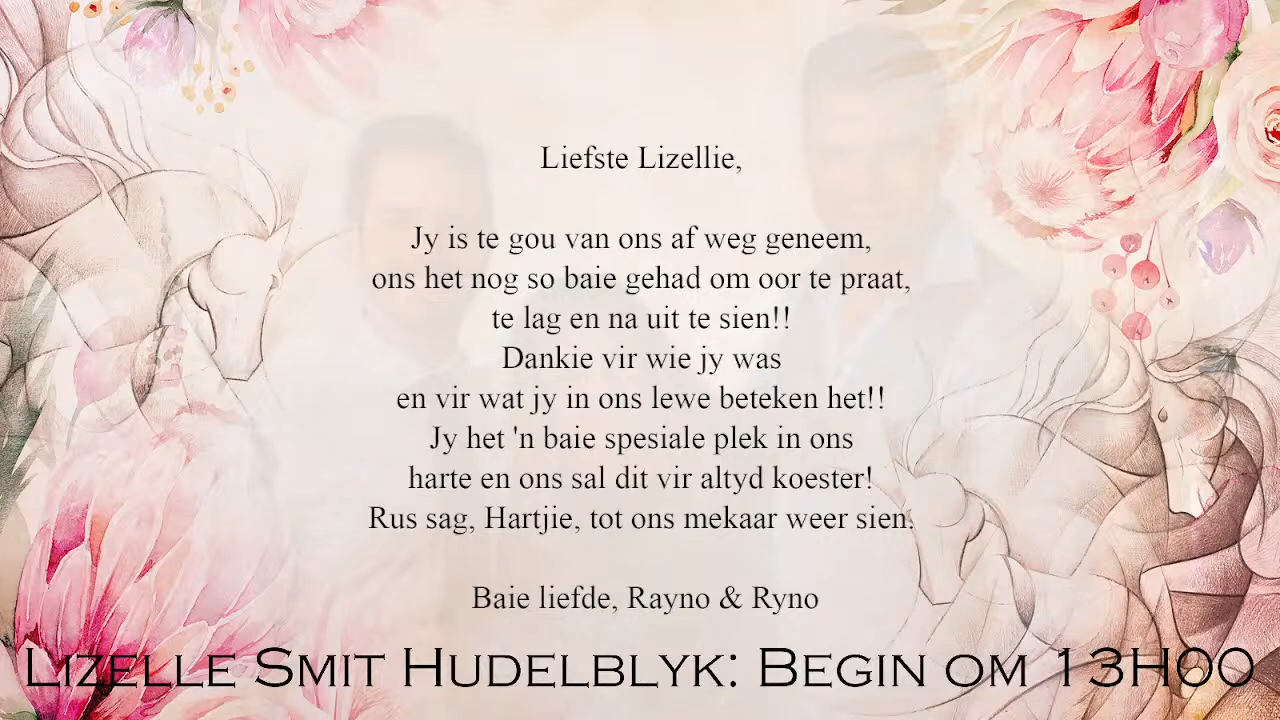 Liefste Lizellie,
Jy is te gou van ons af weg geneem,
ons het nog so baie gehad om oor te praat,
te lag en na uit te sien!!
Dankie vir wie jy was
en vir wat jy in ons lewe beteken het!!
Jy het 'n baie spesiale plek in ons
harte en ons sal dit vir altyd koester!
Rus sag, Hartjie, tot ons mekaar weer sien.
Baie liefde, Rayno & Ryno
Lizelle Smit Hudelblyk: Begin om 13H00